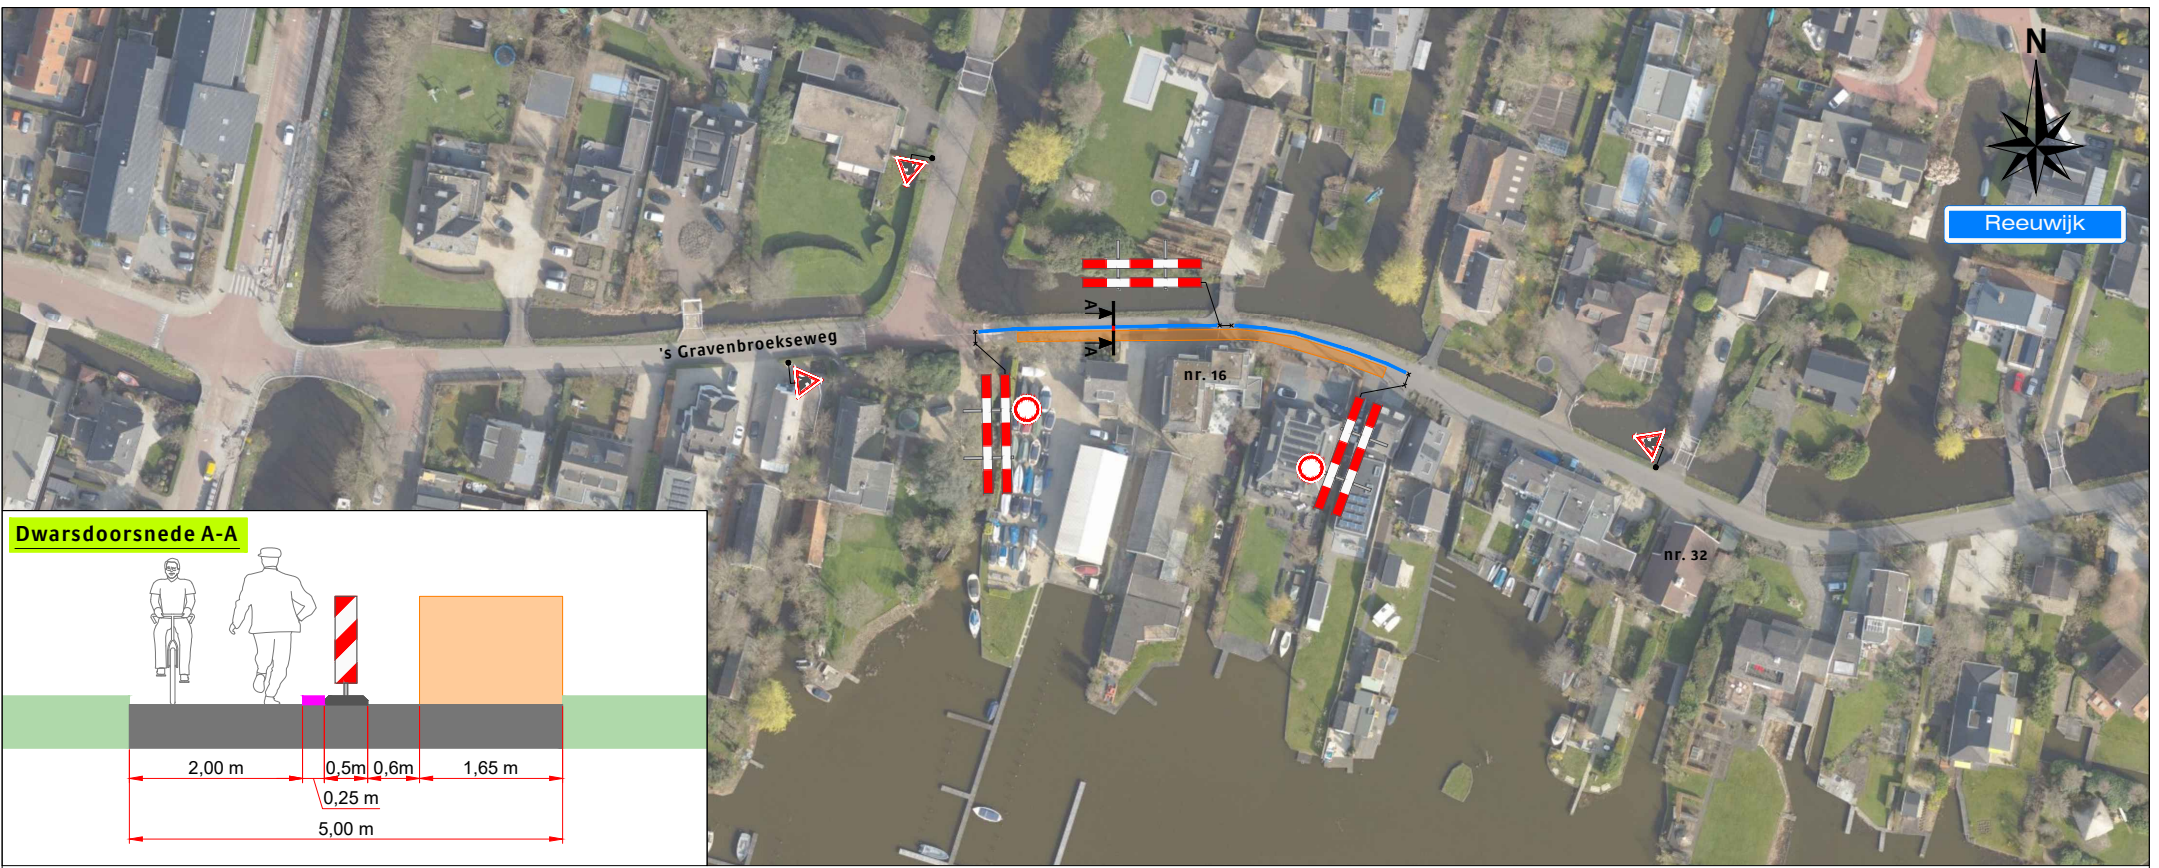 N
Reeuwijk
's Gravenbroekseweg
A
A
nr. 16
nr. 32
Dwarsdoorsnede A-A
2,00 m
0,5m
0,6m
1,65 m
0,25 m
5,00 m